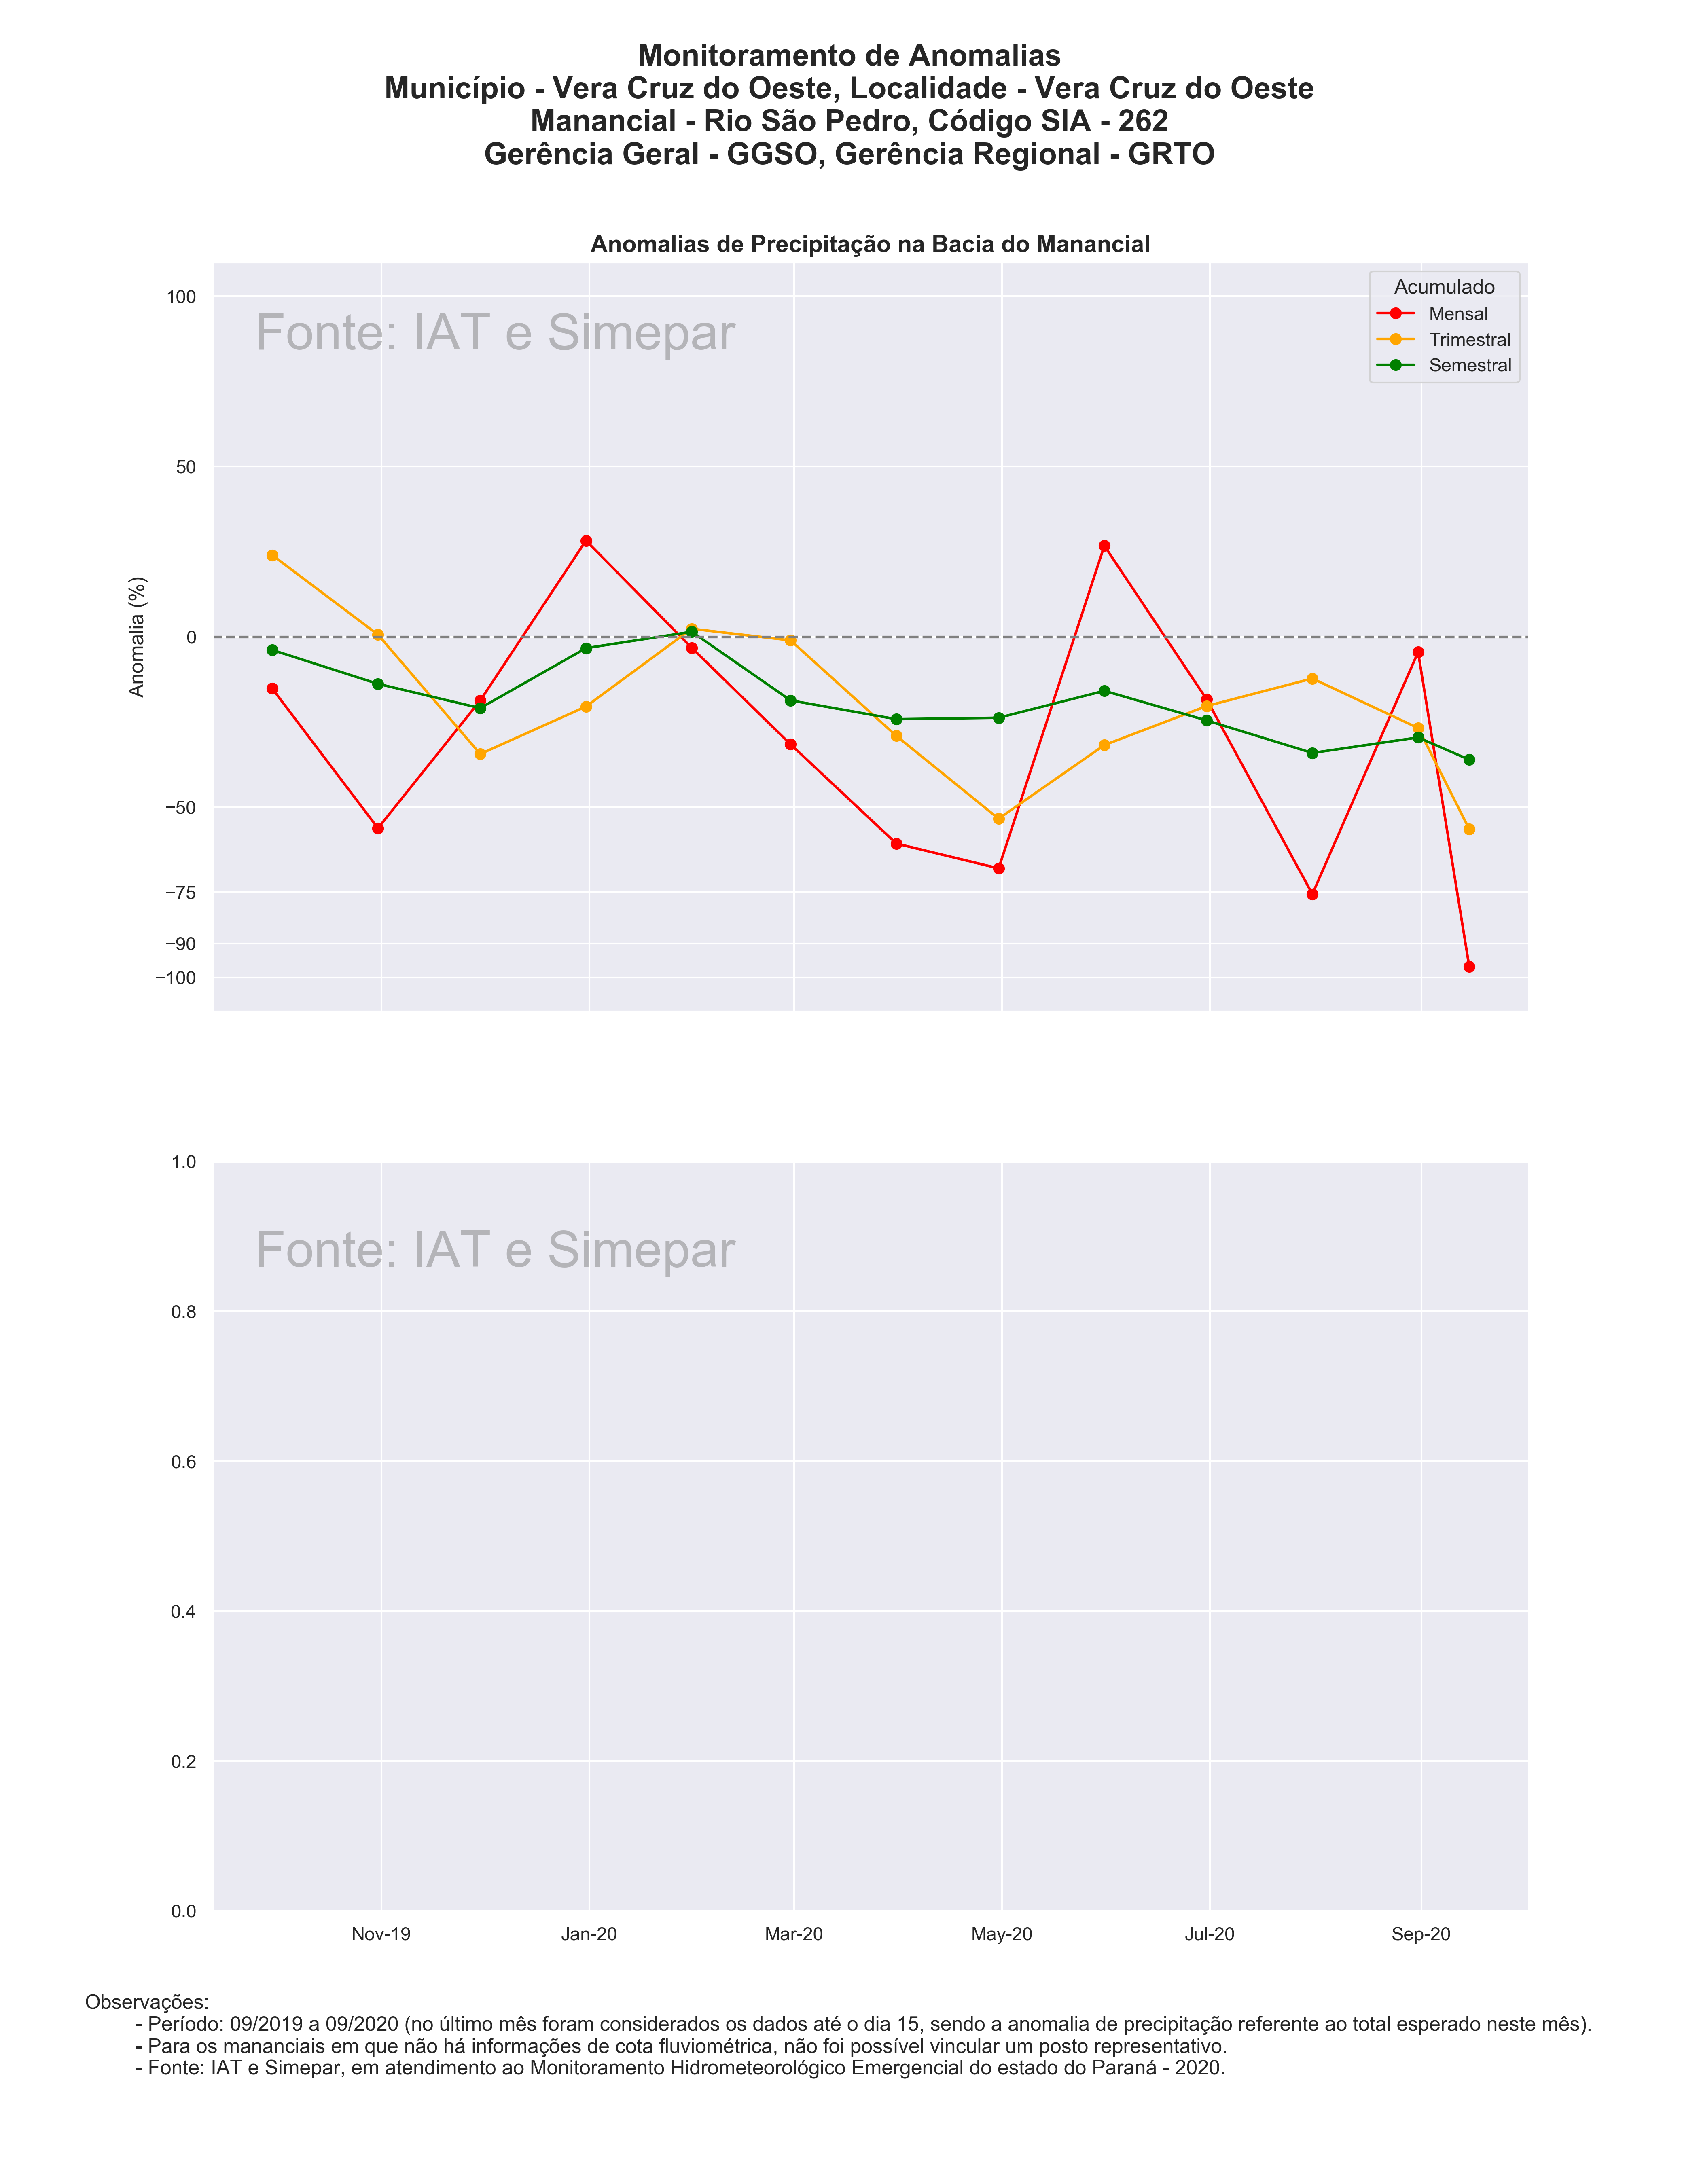 Monitoramento de Anomalias
Município - Vera Cruz do Oeste, Localidade - Vera Cruz do Oeste
Manancial - Rio São Pedro, Código SIA - 262
Gerência Geral - GGSO, Gerência Regional - GRTO
Anomalias de Precipitação na Bacia do Manancial
Fonte: IAT e Simepar
Acumulado
Mensal
Trimestral
Semestral
Anomalia (%)
100
50
0
−50
−75
−90
−100
Fonte: IAT e Simepar
1.0
0.8
0.6
0.4
0.2
0.0
Nov-19 Jan-20 Mar-20 May-20 Jul-20 Sep-20
Observações:
- Período: 09/2019 a 09/2020 (no último mês foram considerados os dados até o dia 15, sendo a anomalia de precipitação referente ao total esperado neste mês).
- Para os mananciais em que não há informações de cota fluviométrica, não foi possível vincular um posto representativo.
- Fonte: IAT e Simepar, em atendimento ao Monitoramento Hidrometeorológico Emergencial do estado do Paraná - 2020.